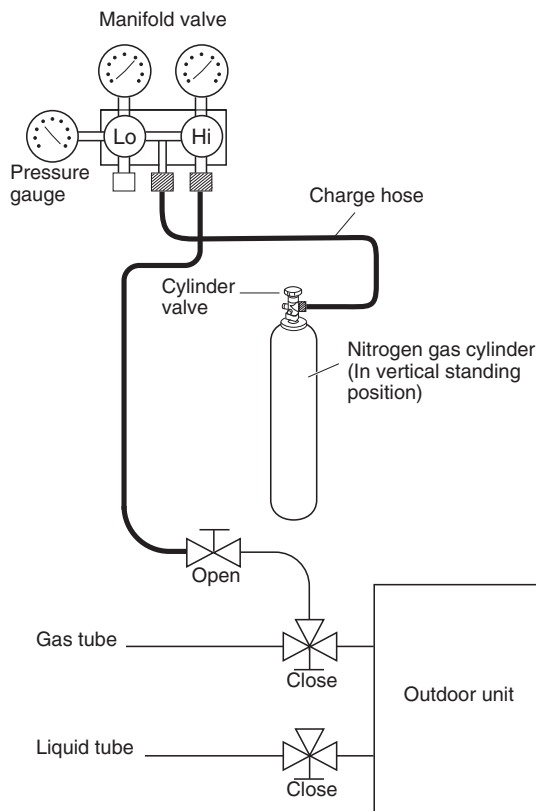 Manifold valve
Lo
Hi
Pressure
gauge
Charge hose
Cylinder
valve
Nitrogen gas cylinder
(In vertical standing
position)
Open
Gas tube
Close
Outdoor unit
Liquid tube
Close